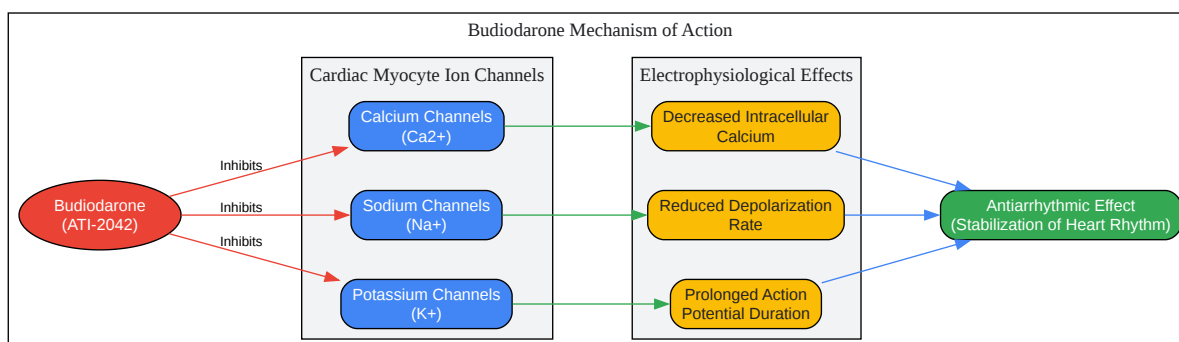 Budiodarone Mechanism of Action
Cardiac Myocyte Ion Channels
Electrophysiological Effects
Calcium Channels
(Ca2+)
Decreased Intracellular
Calcium
Inhibits
Budiodarone
(ATI-2042)
Inhibits
Sodium Channels
(Na+)
Reduced Depolarization
Rate
Antiarrhythmic Effect
(Stabilization of Heart Rhythm)
Inhibits
Potassium Channels
(K+)
Prolonged Action
Potential Duration